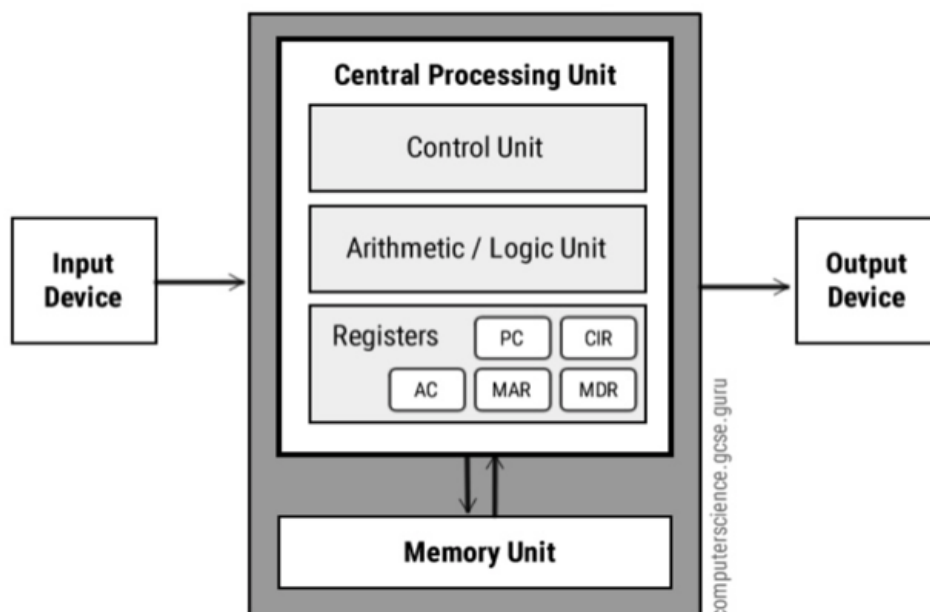 Central Processing Unit
Control Unit
Arithmetic / Logic Unit
Input
Device
Output
Device
Registers
PC
CIR
AC
MAR
MDR
Memory Unit
computerscience.gcse.guru